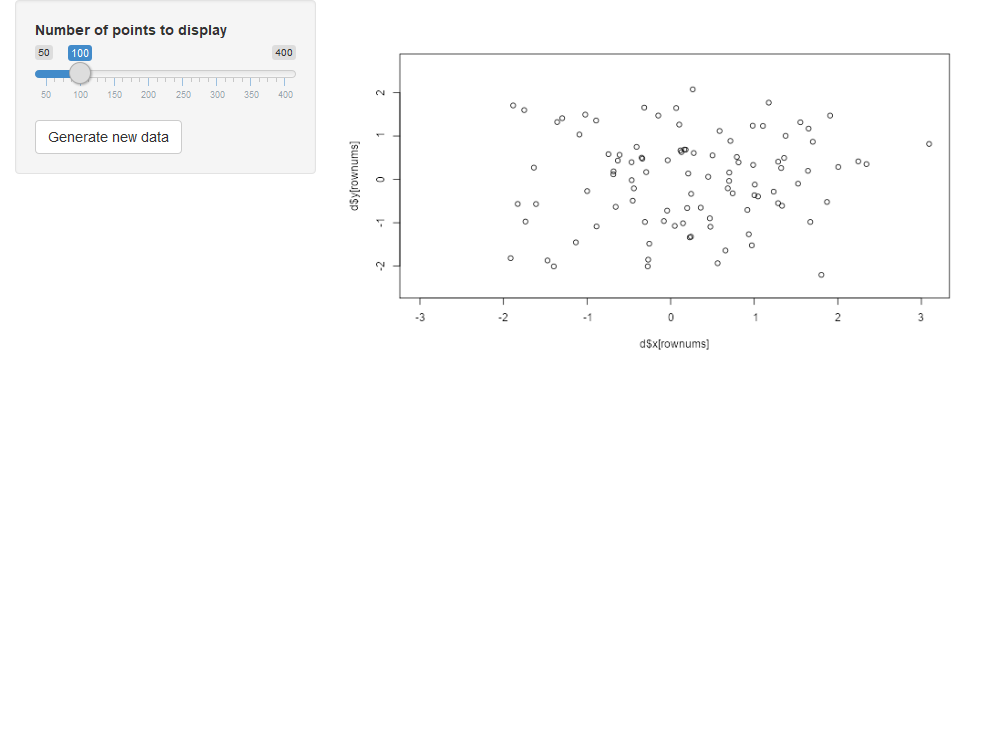 Number of points to display
50 100 400
50 100 150 200 250 300 350 400
Generate new data
d$y[rownums]
2
1
0
-1
-2
-3 -2 -1 0 1 2 3
d$x[rownums]